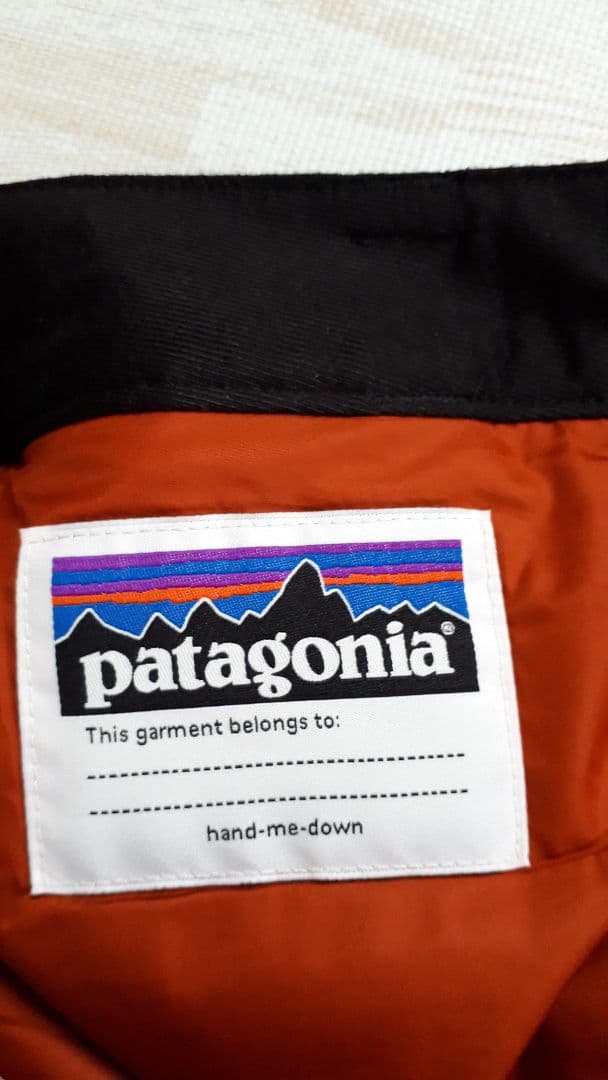 patagonia®
This garment belongs to:
hand-me-down